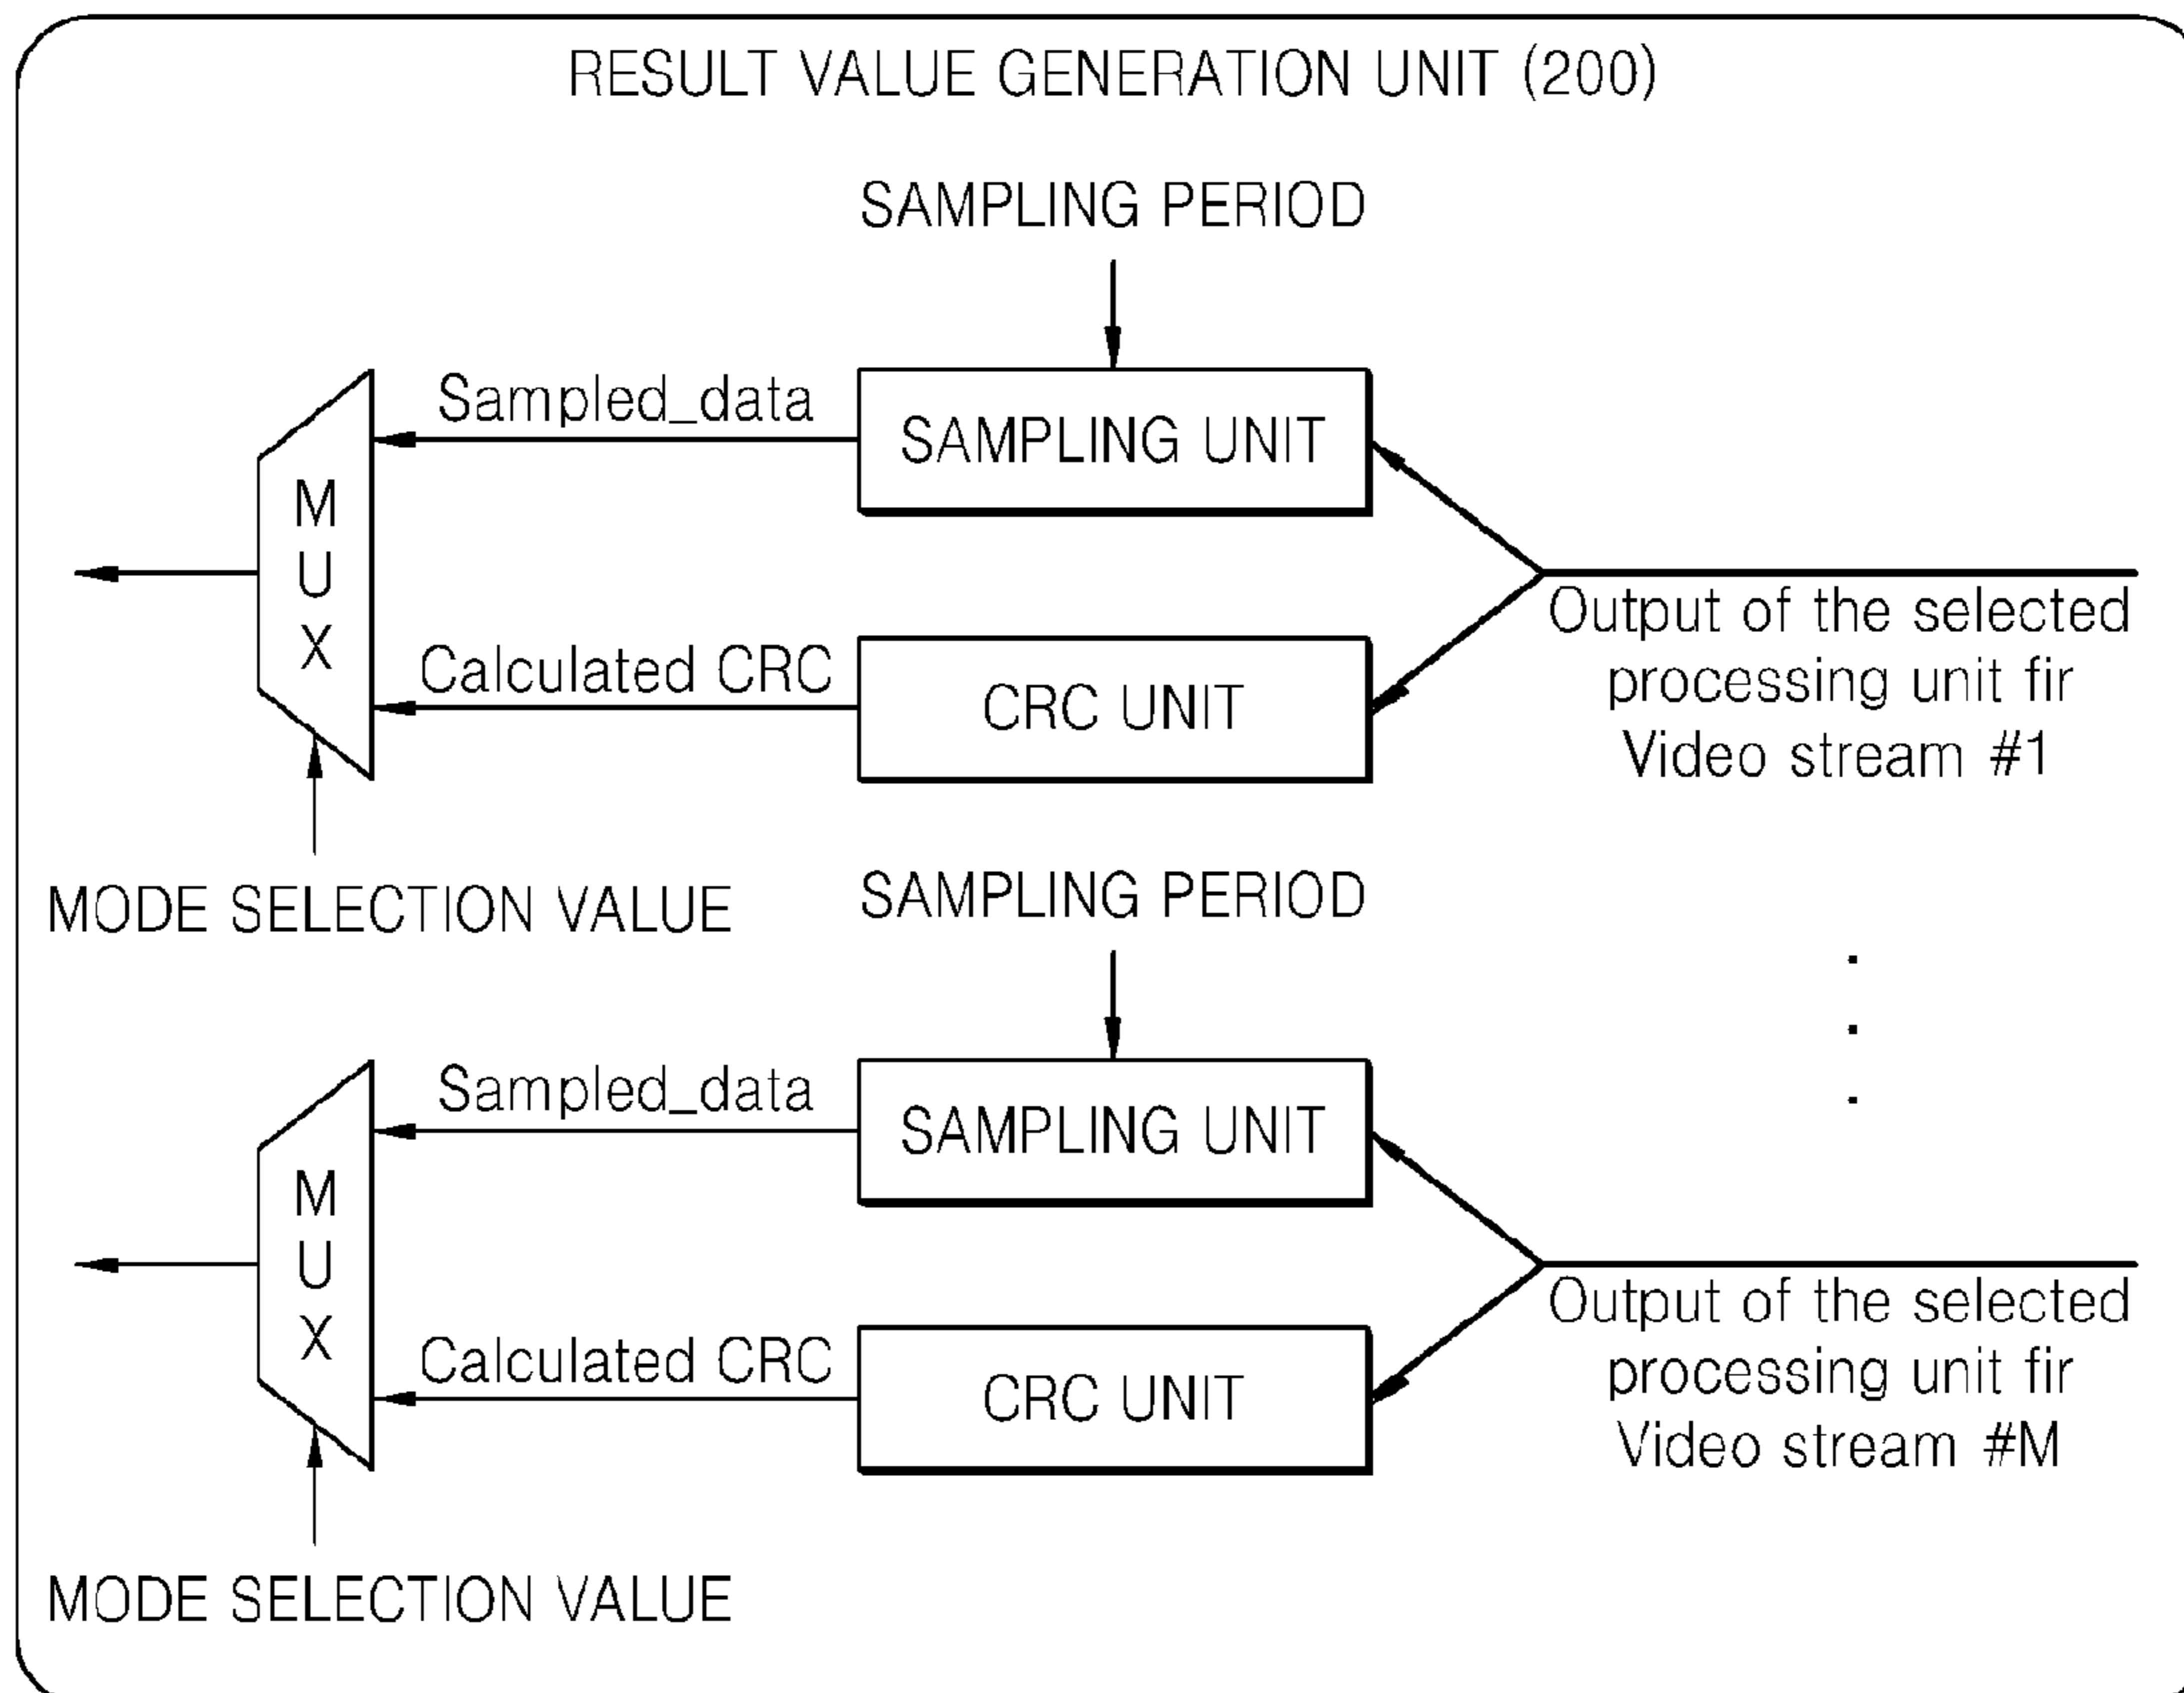 RESULT VALUE GENERATION UNIT (200)
SAMPLING PERIOD
Sampled_data
SAMPLING UNIT
M
U
X
Output of the selected
processing unit fir
Video stream #1
Calculated CRC
CRC UNIT
MODE SELECTION VALUE
SAMPLING PERIOD
Sampled_data
SAMPLING UNIT
M
U
X
Output of the selected
processing unit fir
Video stream #M
Calculated CRC
CRC UNIT
MODE SELECTION VALUE